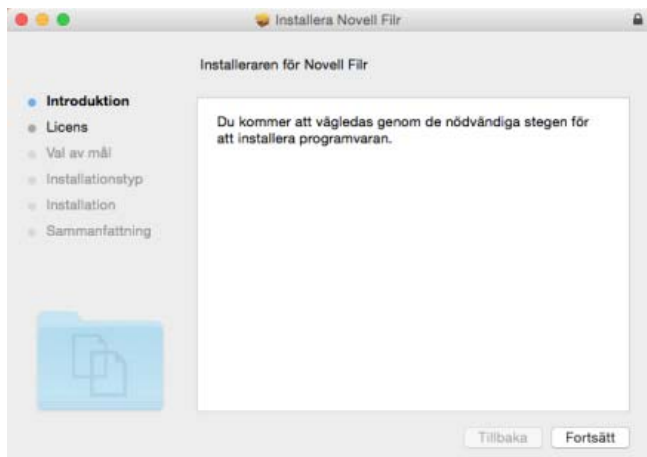 Installera Novell Filr
Installeraren för Novell Filr
Introduktion
Licens
Val av mål
Installationstyp
Installation
Sammanfattning
Du kommer att vägledas genom de nödvändiga stegen för
att installera programvaran.
Tillbaka
Fortsätt